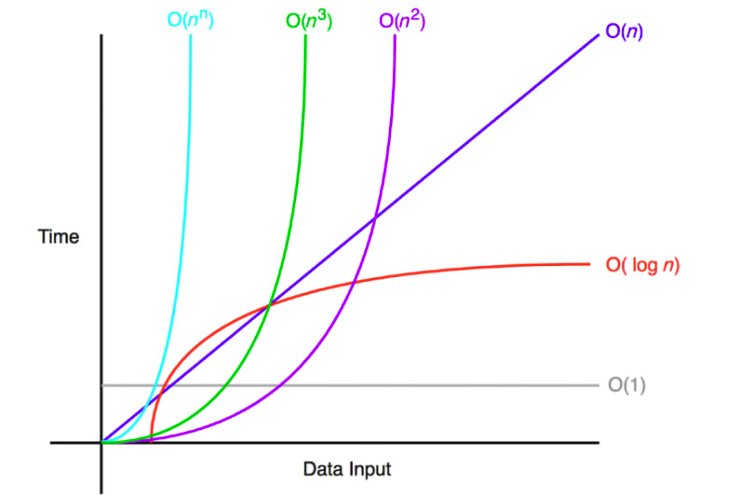 O(nⁿ)
O(n³)
O(n²)
O(n)
Time
O( log n)
O(1)
Data Input